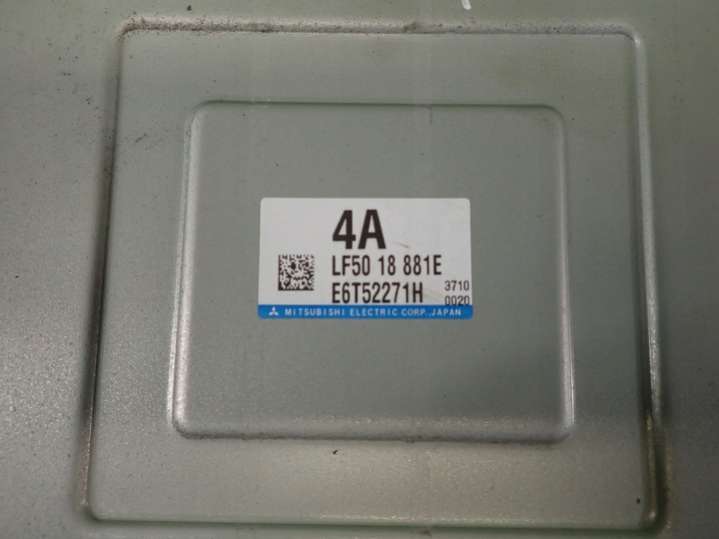 4A
LF50 18 881E
E6T52271H 3710
0020
MITSUBISHI ELECTRIC CORP.,JAPAN